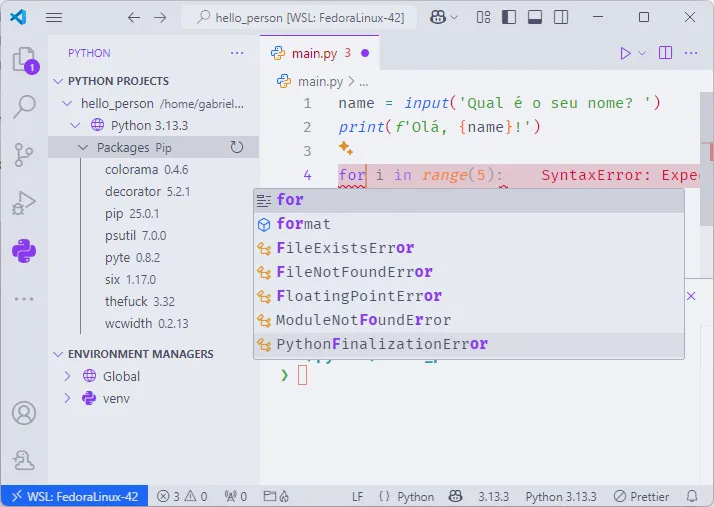 hello_person [WSL: FedoraLinux-42]
PYTHON
PYTHON PROJECTS
hello_person /home/gabriel...
Python 3.13.3
Packages Pip
colorama 0.4.6
decorator 5.2.1
pip 25.0.1
psutil 7.0.0
pyte 0.8.2
six 1.17.0
thefuck 3.32
wcwidth 0.2.13
ENVIRONMENT MANAGERS
Global
venv
1
main.py 3
main.py > ...
1 name = input('Qual é o seu nome? ')
2 print(f'Olá, {name}!')
3
4 for i in range(5): SyntaxError: Expec
for
format
FileExistsError
FileNotFoundError
FloatingPointError
ModuleNotFoundError
PythonFinalizationError
❯
WSL: FedoraLinux-42 3 0 0 LF {} Python 3.13.3 Python 3.13.3 Prettier